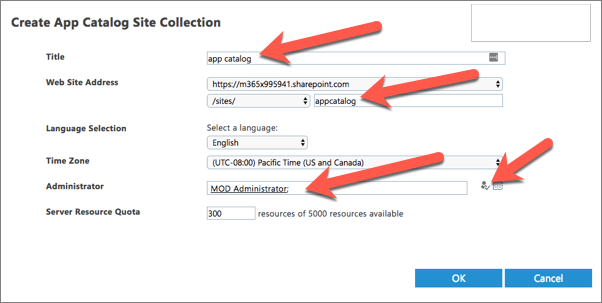 Create App Catalog Site Collection
Title
app catalog
Web Site Address
https://m365x995941.sharepoint.com
/sites/ appcatalog
Language Selection
Select a language:
English
Time Zone
(UTC-08:00) Pacific Time (US and Canada)
Administrator
MOD Administrator;
Server Resource Quota
300 resources of 5000 resources available
OK Cancel